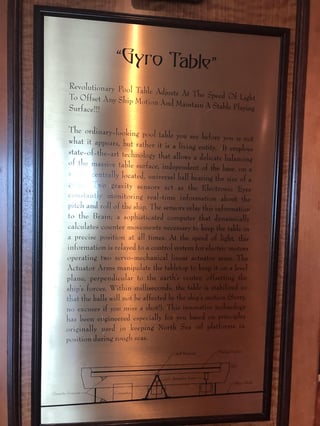 "Gyro Table"
Revolutionary Pool Table Adjusts At The Speed Of Light
To Offset Any Ship Motion And Maintain A Stable Playing
Surface!!!
The ordinary-looking pool table you see before you is not
what it appears, but rather it is a living entity. It employs
state-of-the-art technology that allows a delicate balancing
of the massive table surface, independent of the base, on a
centrally located, universal ball bearing the size of a
gravity sensors act as the Electronic Eyes
constantly monitoring real-time information about the
pitch and roll of the ship. The sensors relay this information
to the Brain; a sophisticated computer that dynamically
calculates counter movements necessary to keep the table in
a precise position at all times. At the speed of light, this
information is relayed to a control system for electric motors
operating two servo-mechanical linear actuator arms. The
Actuator Arms manipulate the tabletop to keep it on a level
plane, perpendicular to the earth's center, offsetting the
ship's forces. Within milliseconds, the table is stabilized so
that the balls will not be affected by the ship's motion (Sorry,
no excuses if you miss a shot!). This innovative technology
has been engineered especially for you based on principles
originally used in keeping North Sea oil platforms in
position during rough seas.